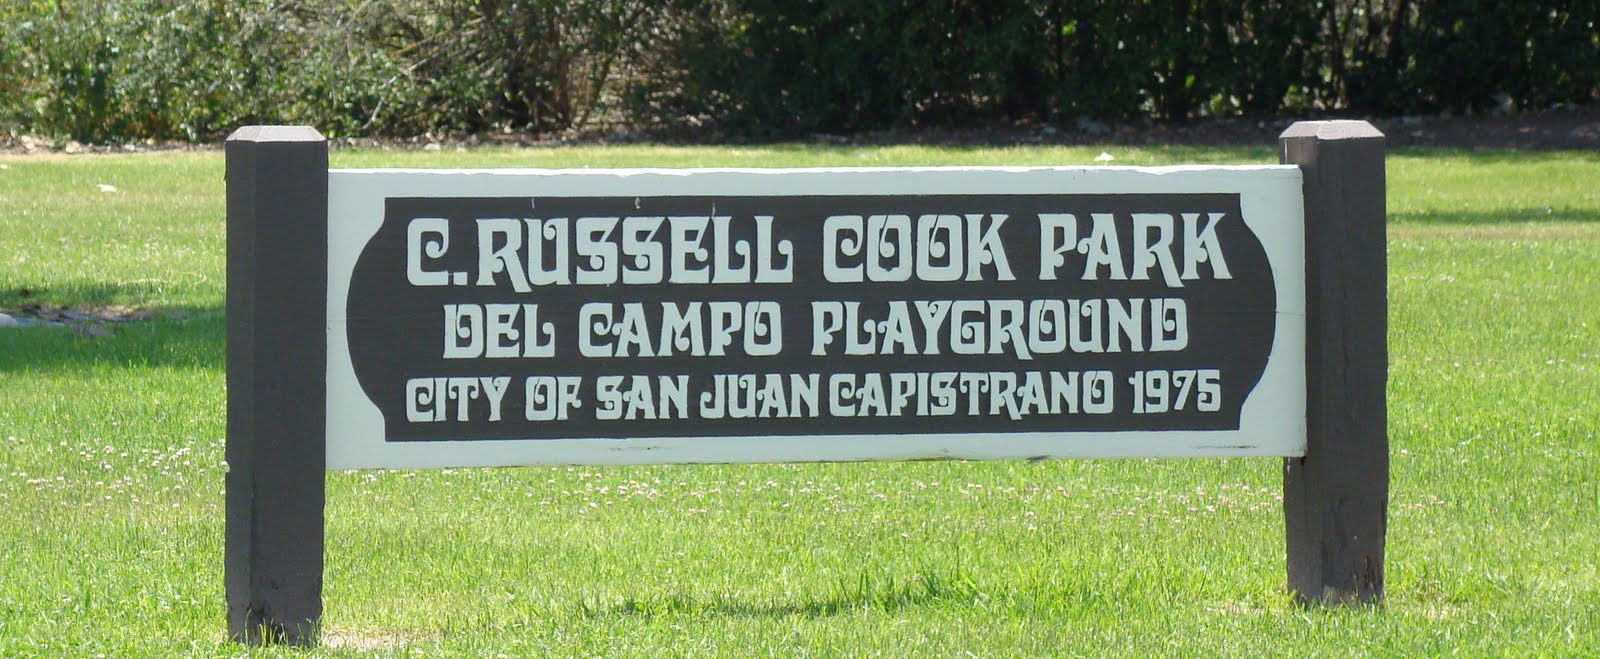 C. RUSSELL COOK PARK
DEL CAMPO PLAYGROUND
CITY OF SAN JUAN CAPISTRANO 1975